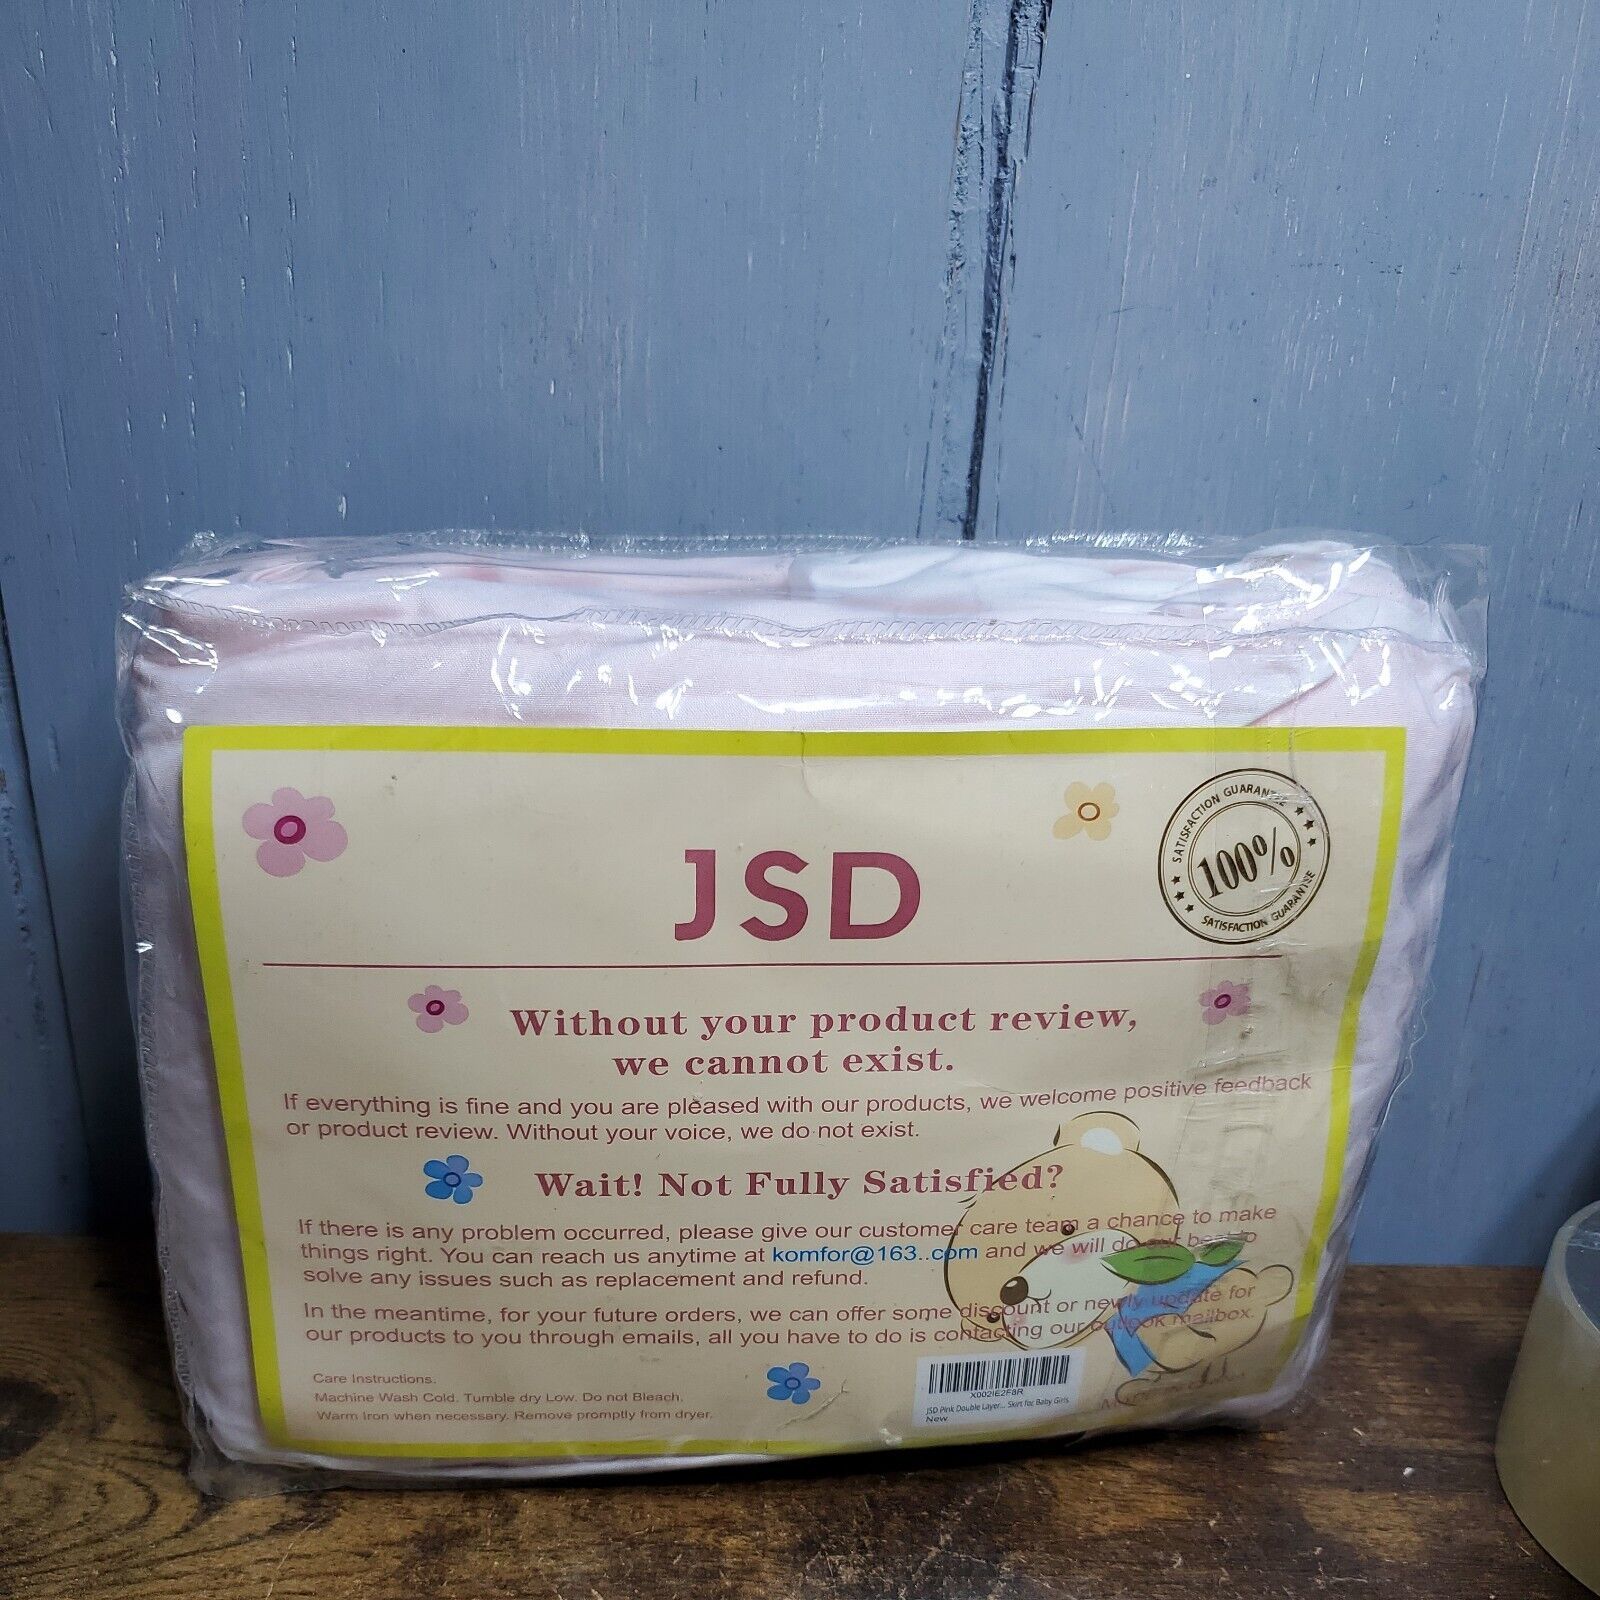 JSD
SATISFACTION GUARANTEE
100%
SATISFACTION GUARANTEE
Without your product review,
we cannot exist.
If everything is fine and you are pleased with our products, we welcome positive feedback
or product review. Without your voice, we do not exist.
Wait! Not Fully Satisfied?
If there is any problem occurred, please give our customer care team a chance to make
things right. You can reach us anytime at komfor@163..com and we will do our best to
solve any issues such as replacement and refund.
In the meantime, for your future orders, we can offer some discount or newly update for
our products to you through emails, all you have to do is contacting our outlook mailbox.
Care Instructions.
Machine Wash Cold. Tumble dry Low. Do not Bleach.
Warm Iron when necessary. Remove promptly from dryer.
X002IE2F8R
JSD Pink Double Layer... Skirt for Baby Girls
New